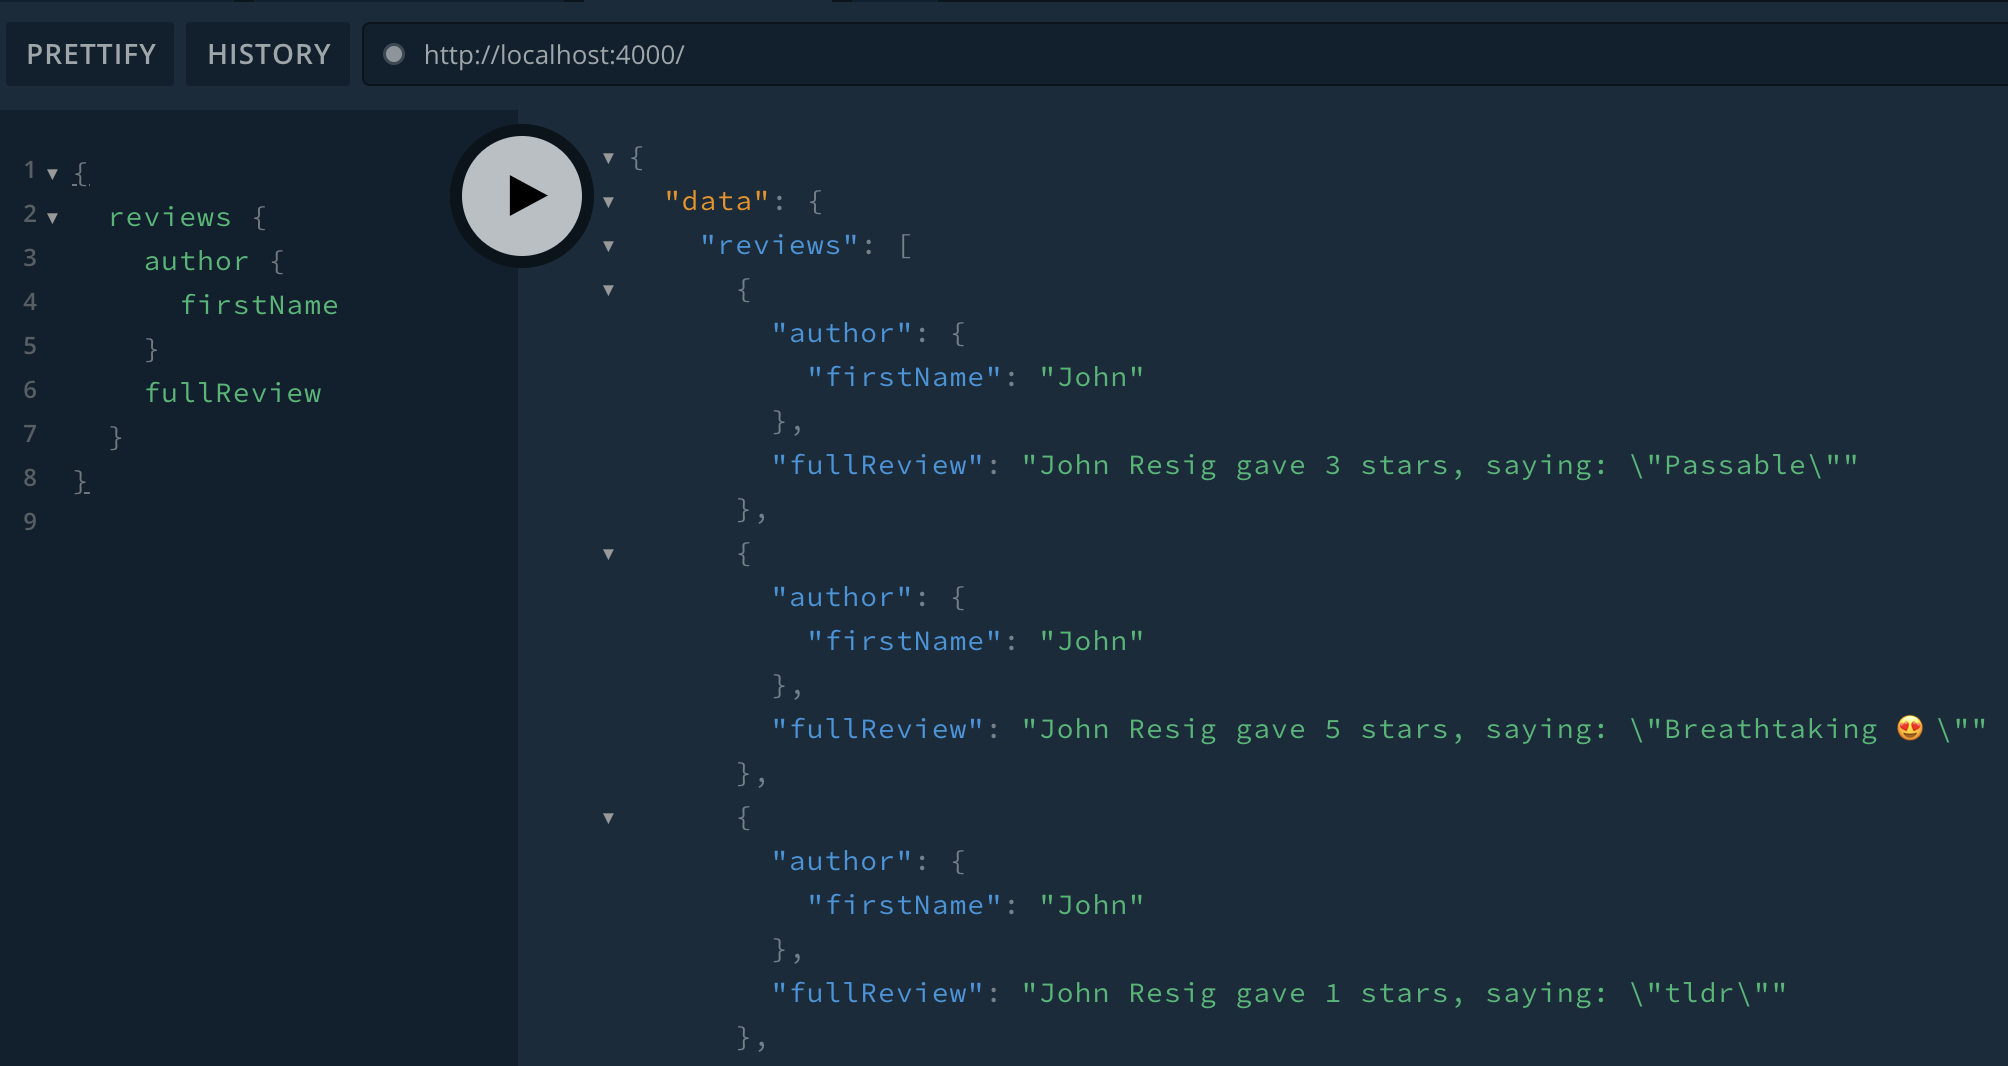 PRETTIFY HISTORY http://localhost:4000/
1 {
2 reviews {
3 author {
4 firstName
5 }
6 fullReview
7 }
8 }
9
{
"data": {
"reviews": [
{
"author": {
"firstName": "John"
},
"fullReview": "John Resig gave 3 stars, saying: \"Passable\""
},
{
"author": {
"firstName": "John"
},
"fullReview": "John Resig gave 5 stars, saying: \"Breathtaking 😍 \""
},
{
"author": {
"firstName": "John"
},
"fullReview": "John Resig gave 1 stars, saying: \"tldr\""
},